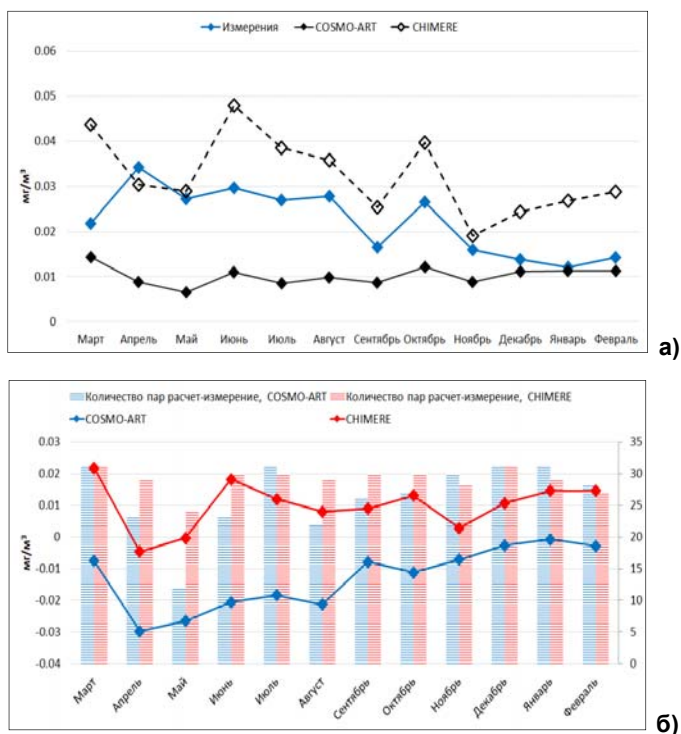 Измерения COSMO-ART CHIMERE
0.06
0.05
0.04
0.03
0.02
0.01
0
мг/м³
Март Апрель Май Июнь Июль Август Сентябрь Октябрь Ноябрь Декабрь Январь Февраль
а)
Количество пар расчет-измерение, COSMO-ART Количество пар расчет-измерение, CHIMERE
COSMO-ART CHIMERE
0.03 35
0.02 30
0.01 25
0 20
-0.01 15
-0.02 10
-0.03 5
-0.04 0
мг/м³
Март Апрель Май Июнь Июль Август Сентябрь Октябрь Ноябрь Декабрь Январь Февраль
б)